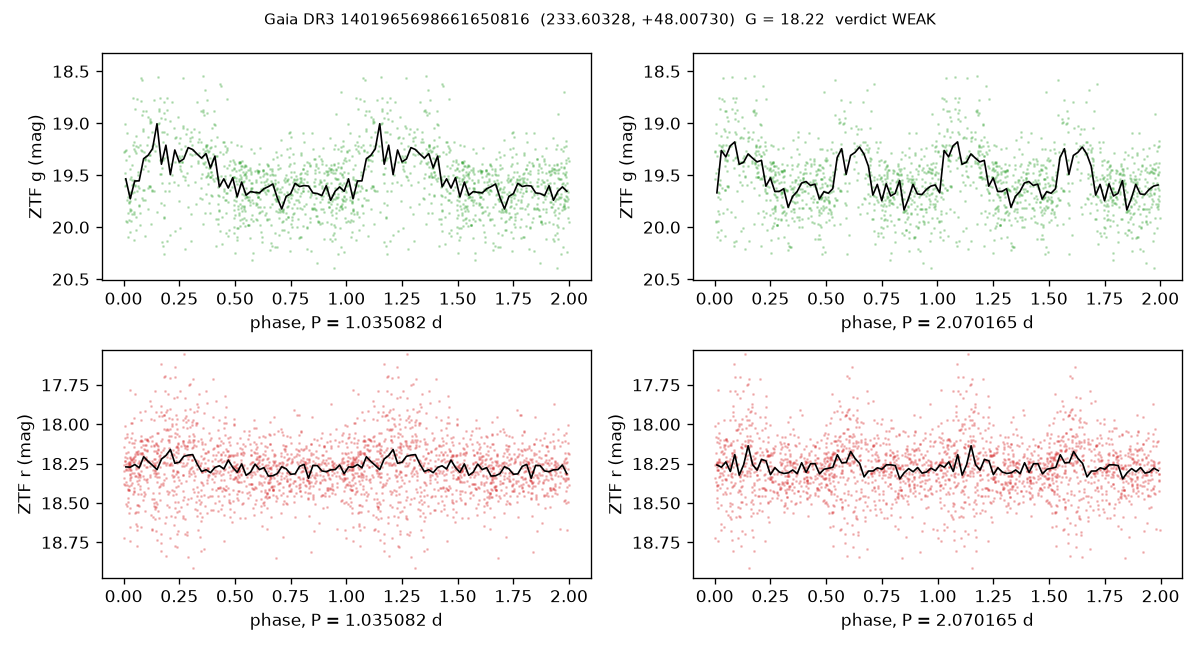 Gaia DR3 1401965698661650816 (233.60328, +48.00730) G = 18.22 verdict WEAK
ZTF g (mag)
18.5
19.0
19.5
20.0
20.5
0.00 0.25 0.50 0.75 1.00 1.25 1.50 1.75 2.00
phase, P = 1.035082 d
ZTF g (mag)
18.5
19.0
19.5
20.0
20.5
0.00 0.25 0.50 0.75 1.00 1.25 1.50 1.75 2.00
phase, P = 2.070165 d
ZTF r (mag)
17.75
18.00
18.25
18.50
18.75
0.00 0.25 0.50 0.75 1.00 1.25 1.50 1.75 2.00
phase, P = 1.035082 d
ZTF r (mag)
17.75
18.00
18.25
18.50
18.75
0.00 0.25 0.50 0.75 1.00 1.25 1.50 1.75 2.00
phase, P = 2.070165 d